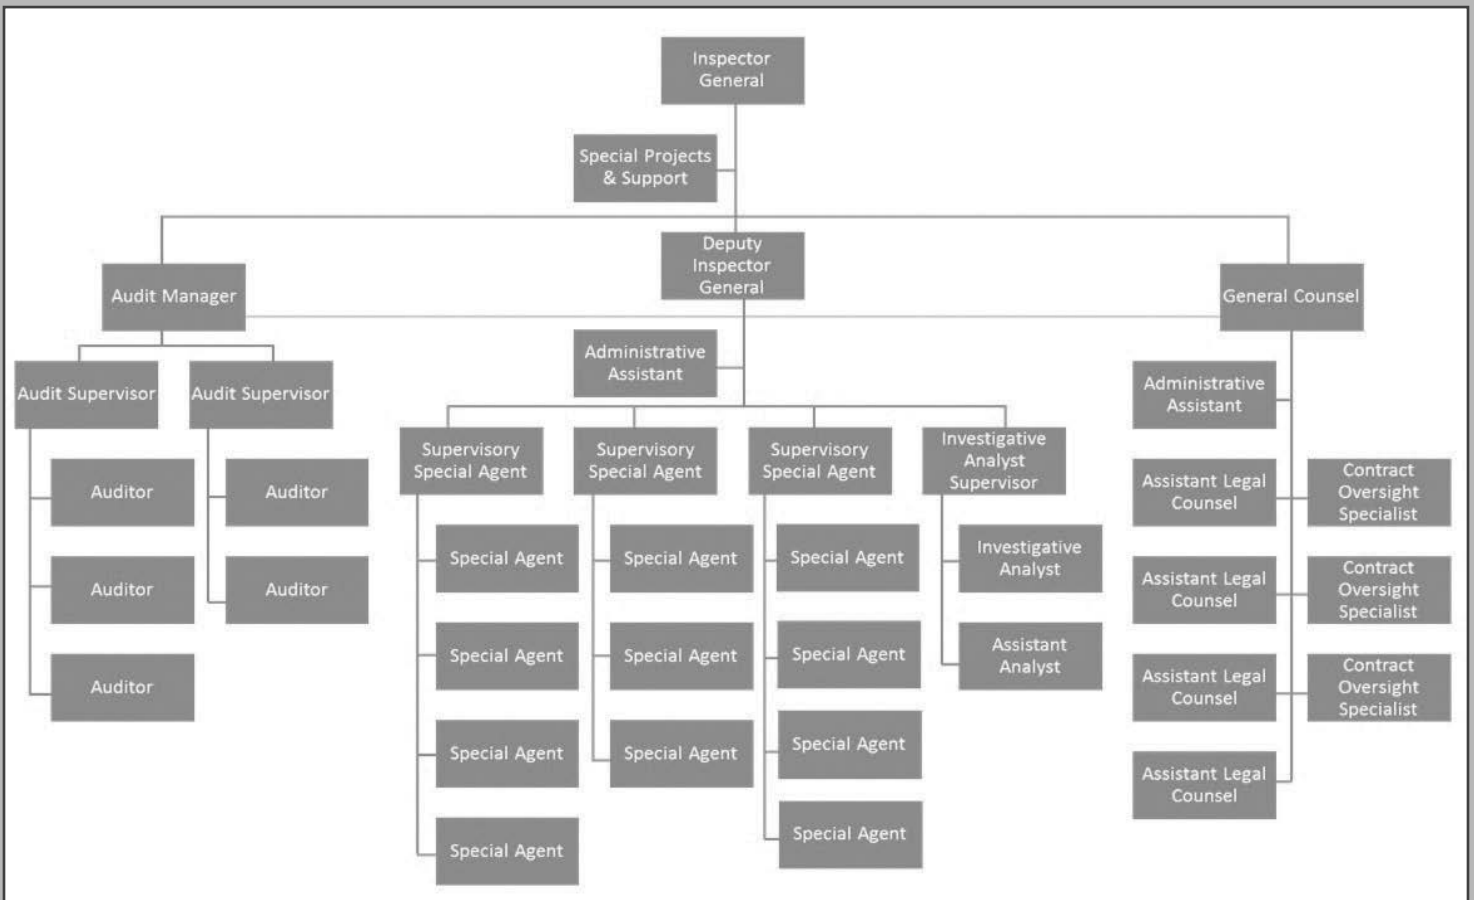 Inspector
General
Special Projects
& Support
Deputy
Inspector
General
Audit Manager
General Counsel
Audit Supervisor
Audit Supervisor
Auditor
Auditor
Auditor
Auditor
Auditor
Administrative
Assistant
Supervisory
Special Agent
Special Agent
Special Agent
Special Agent
Special Agent
Supervisory
Special Agent
Special Agent
Special Agent
Special Agent
Supervisory
Special Agent
Special Agent
Special Agent
Special Agent
Special Agent
Investigative
Analyst
Supervisor
Investigative
Analyst
Assistant
Analyst
Administrative
Assistant
Assistant Legal
Counsel
Contract
Oversight
Specialist
Assistant Legal
Counsel
Contract
Oversight
Specialist
Assistant Legal
Counsel
Contract
Oversight
Specialist
Assistant Legal
Counsel